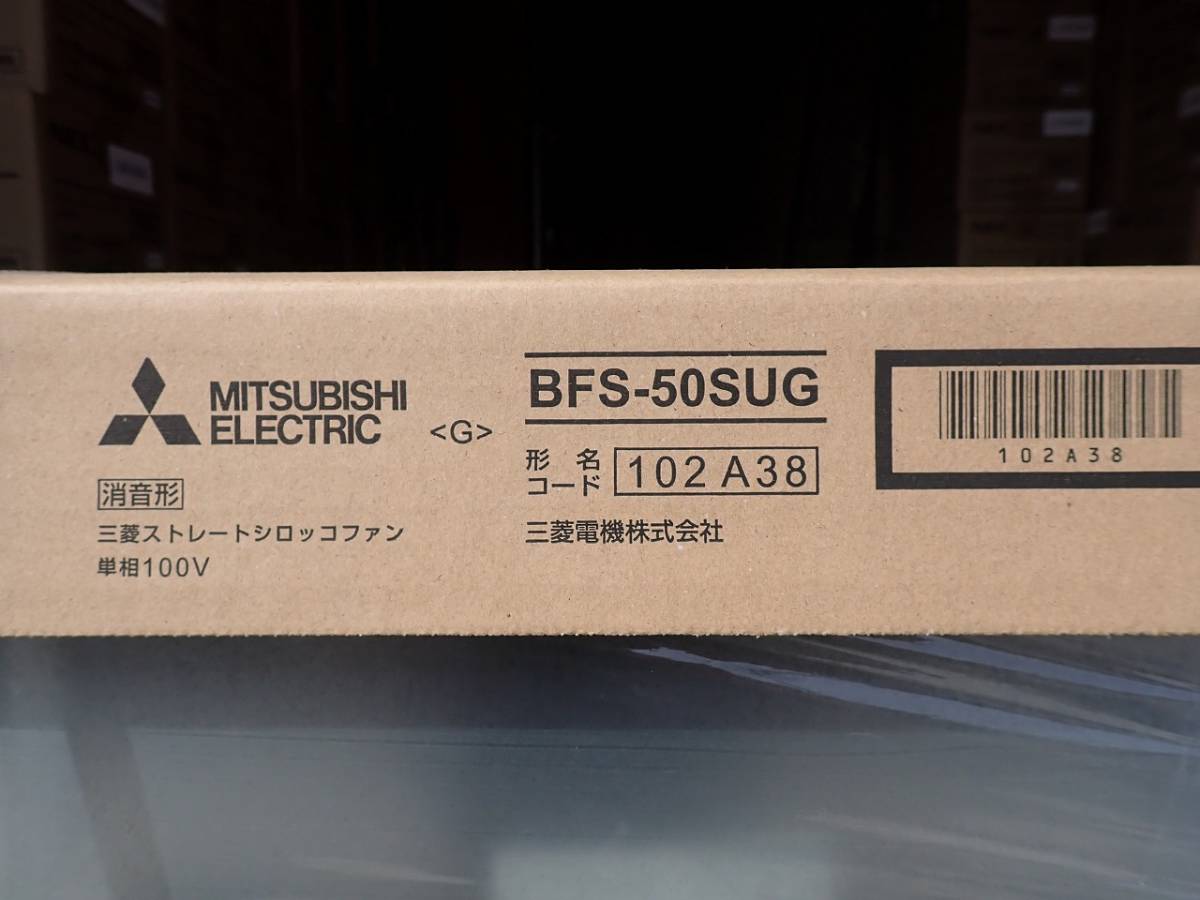 MITSUBISHI
ELECTRIC
<G>
消音形
三菱ストレートシロッコファン
単相100V
BFS-50SUG
形名
コード
102A38
三菱電機株式会社
102A38